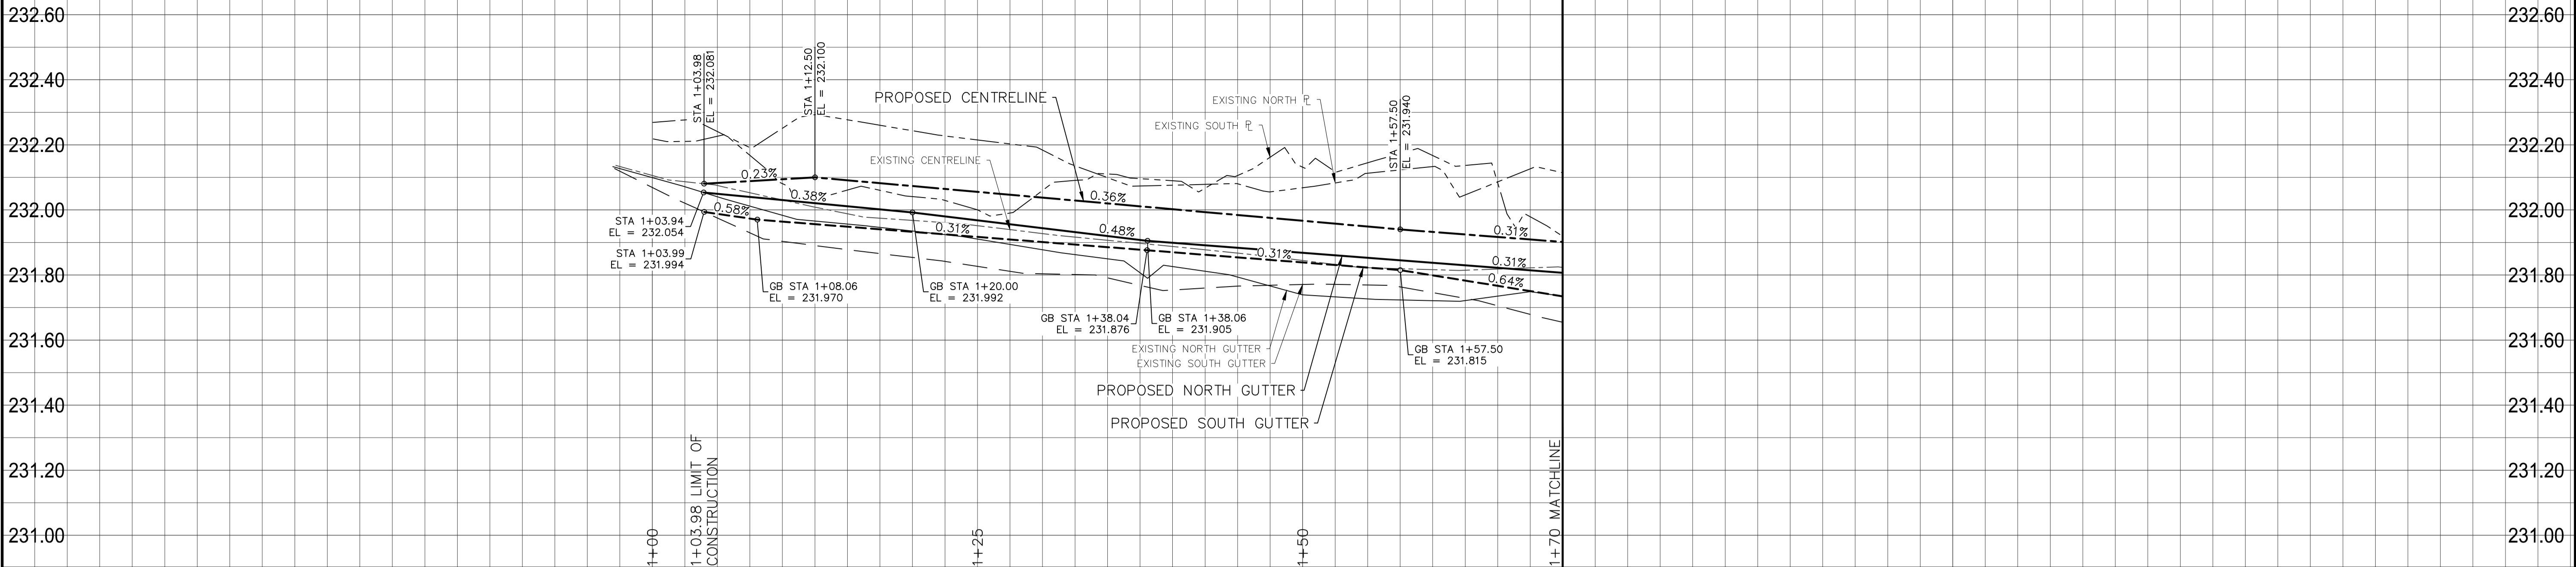 232.60
232.60
STA 1+03.98
EL = 232.081
STA 1+12.50
EL = 232.100
232.40
232.40
PROPOSED CENTRELINE
EXISTING NORTH ℄
EXISTING SOUTH ℄
STA 1+57.50
EL = 231.940
232.20
232.20
EXISTING CENTRELINE
0.23%
0.38%
0.36%
232.00
232.00
0.58%
STA 1+03.94
EL = 232.054
0.31%
0.48%
0.31%
STA 1+03.99
EL = 231.994
0.31%
0.31%
231.80
231.80
0.64%
GB STA 1+08.06
EL = 231.970
GB STA 1+20.00
EL = 231.992
GB STA 1+38.04
EL = 231.876
GB STA 1+38.06
EL = 231.905
231.60
231.60
EXISTING NORTH GUTTER
EXISTING SOUTH GUTTER
GB STA 1+57.50
EL = 231.815
PROPOSED NORTH GUTTER
231.40
231.40
PROPOSED SOUTH GUTTER
231.20
231.20
1+03.98 LIMIT OF
CONSTRUCTION
1+70 MATCHLINE
231.00
231.00
1+00
1+25
1+50